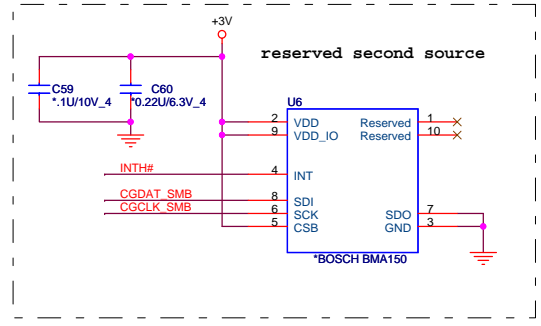 +3V
reserved second source
C59
*.1U/10V_4
C60
*0.22U/6.3V_4
U6
2 VDD Reserved 1
9 VDD_IO Reserved 10
INTH# 4 INT
CGDAT_SMB 8 SDI
CGCLK_SMB 6 SCK SDO 7
5 CSB GND 3
*BOSCH BMA150